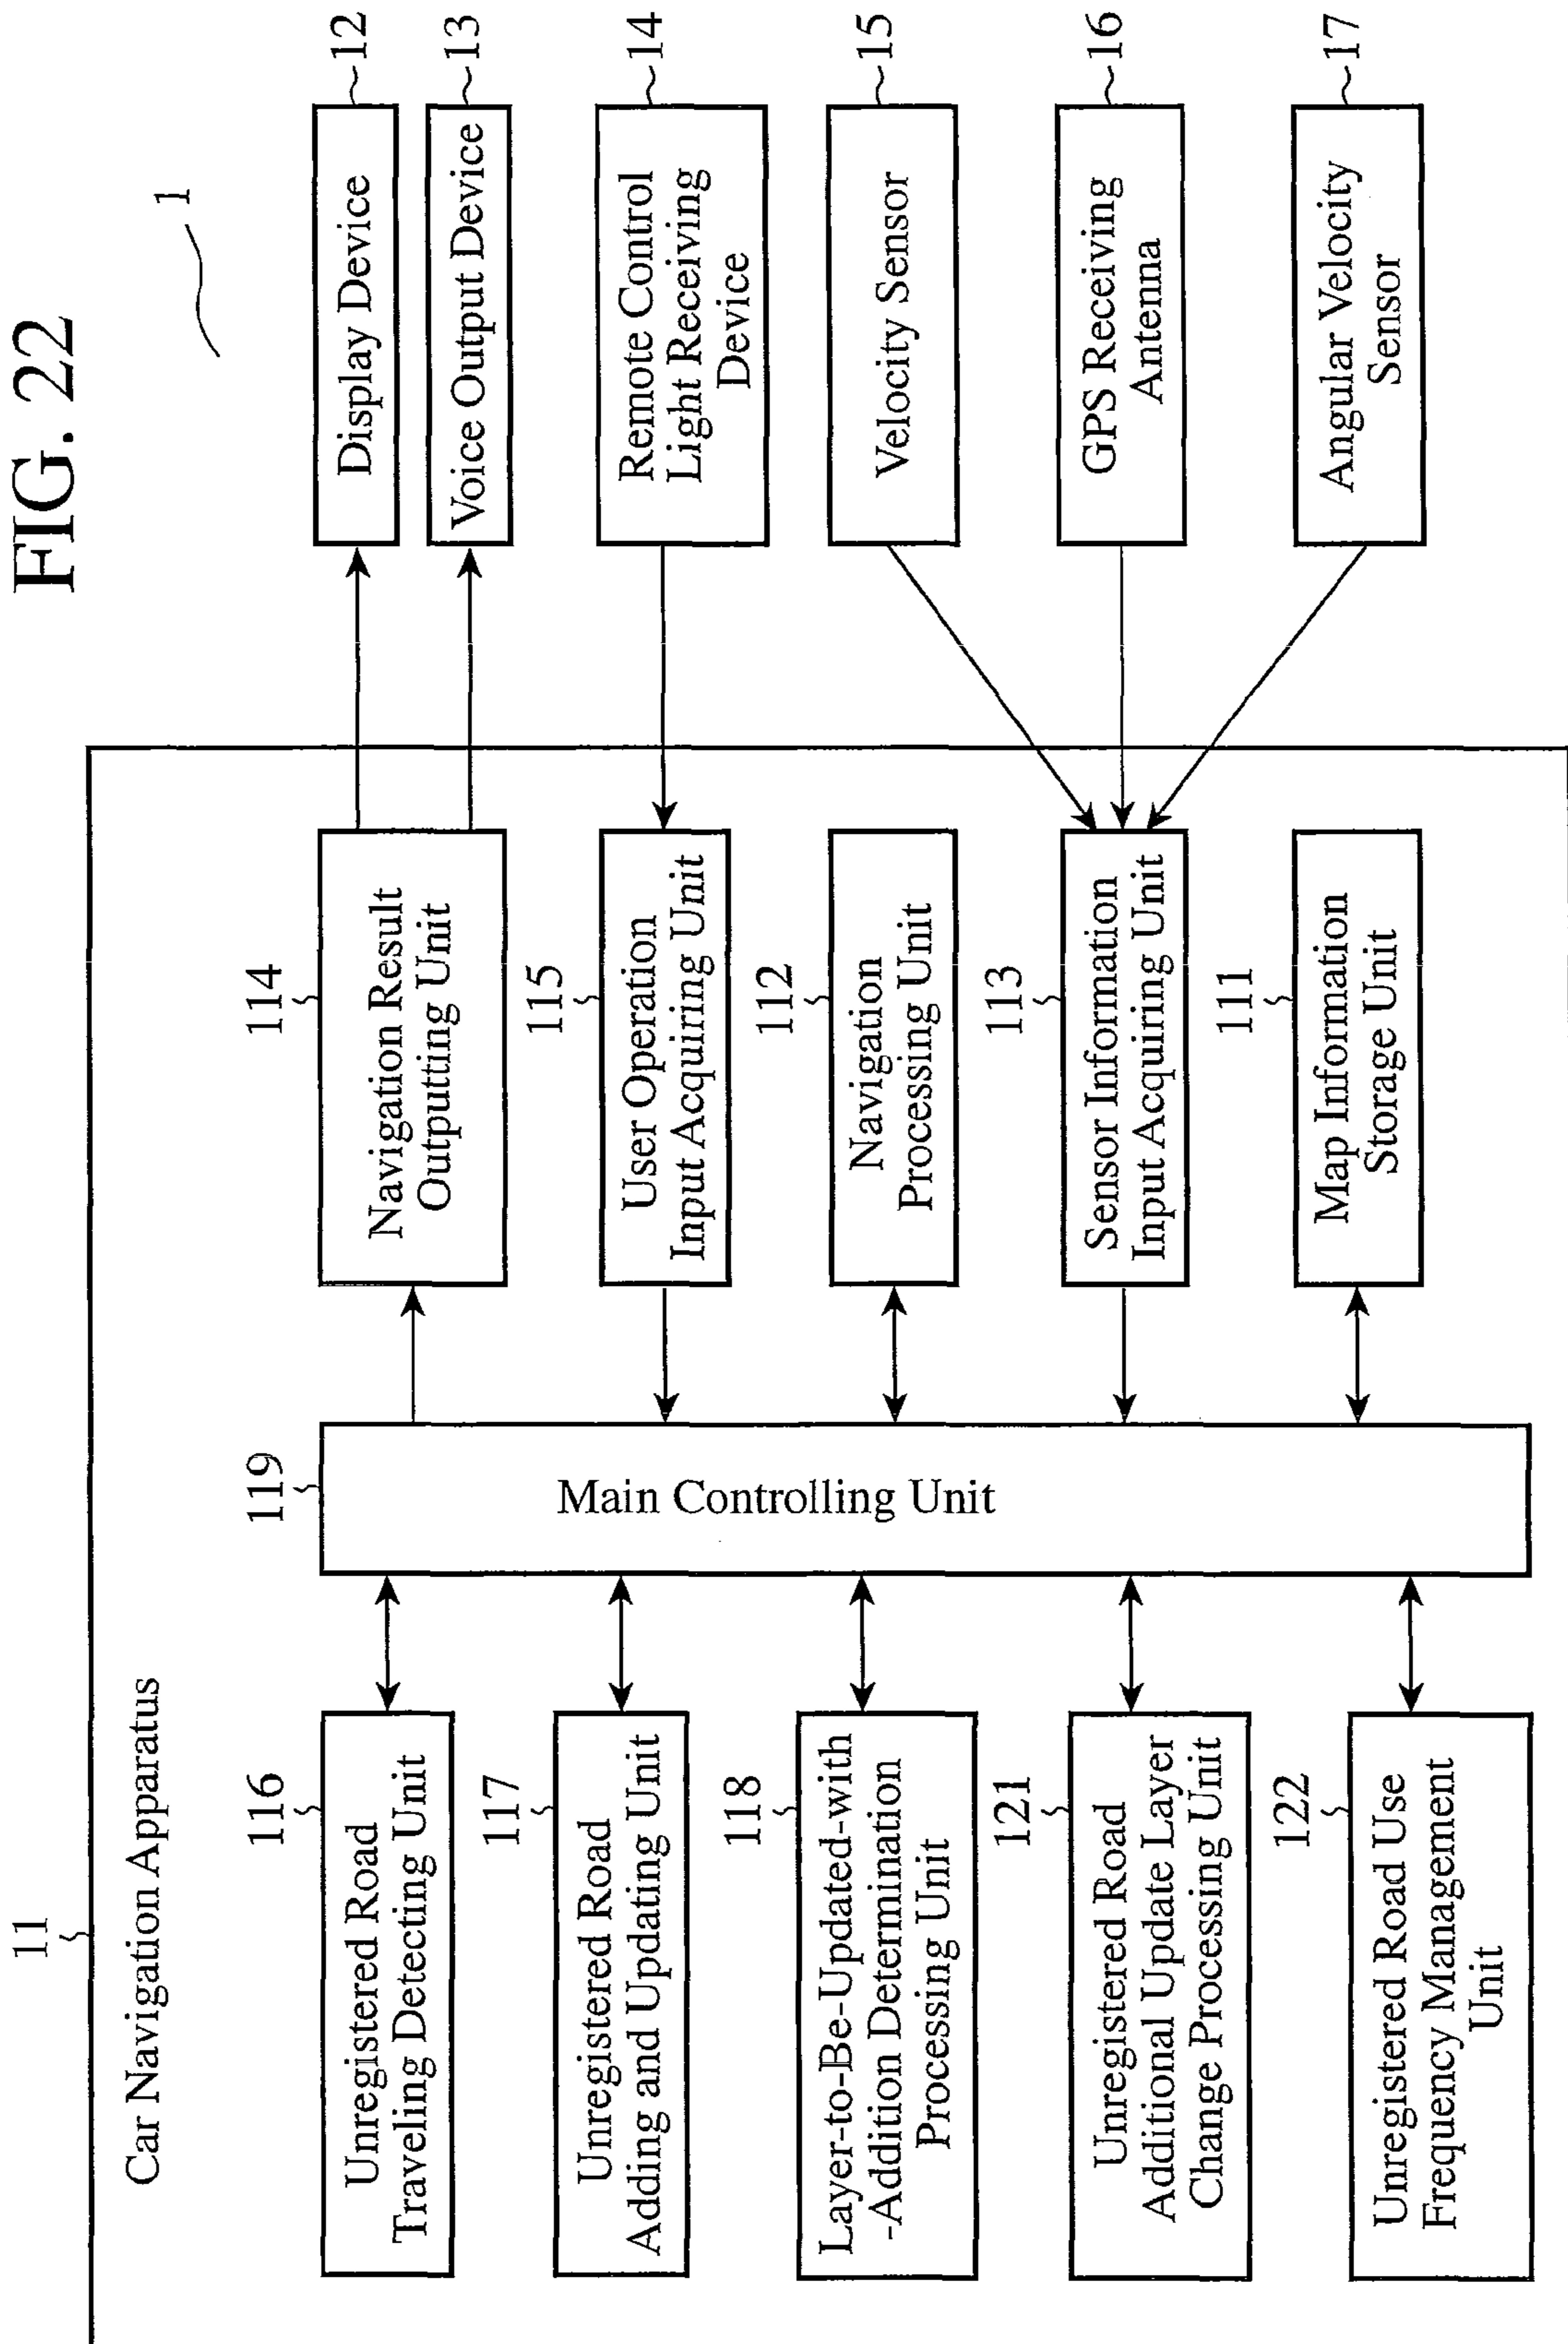 FIG. 22
1
11
Car Navigation Apparatus
116
Unregistered Road
Traveling Detecting Unit
117
Unregistered Road
Adding and Updating Unit
118
Layer-to-Be-Updated-with
-Addition Determination
Processing Unit
121
Unregistered Road
Additional Update Layer
Change Processing Unit
122
Unregistered Road Use
Frequency Management
Unit
119
Main Controlling Unit
114
Navigation Result
Outputting Unit
115
User Operation
Input Acquiring Unit
112
Navigation
Processing Unit
113
Sensor Information
Input Acquiring Unit
111
Map Information
Storage Unit
Display Device
12
Voice Output Device
13
Remote Control
Light Receiving
Device
14
Velocity Sensor
15
GPS Receiving
Antenna
16
Angular Velocity
Sensor
17